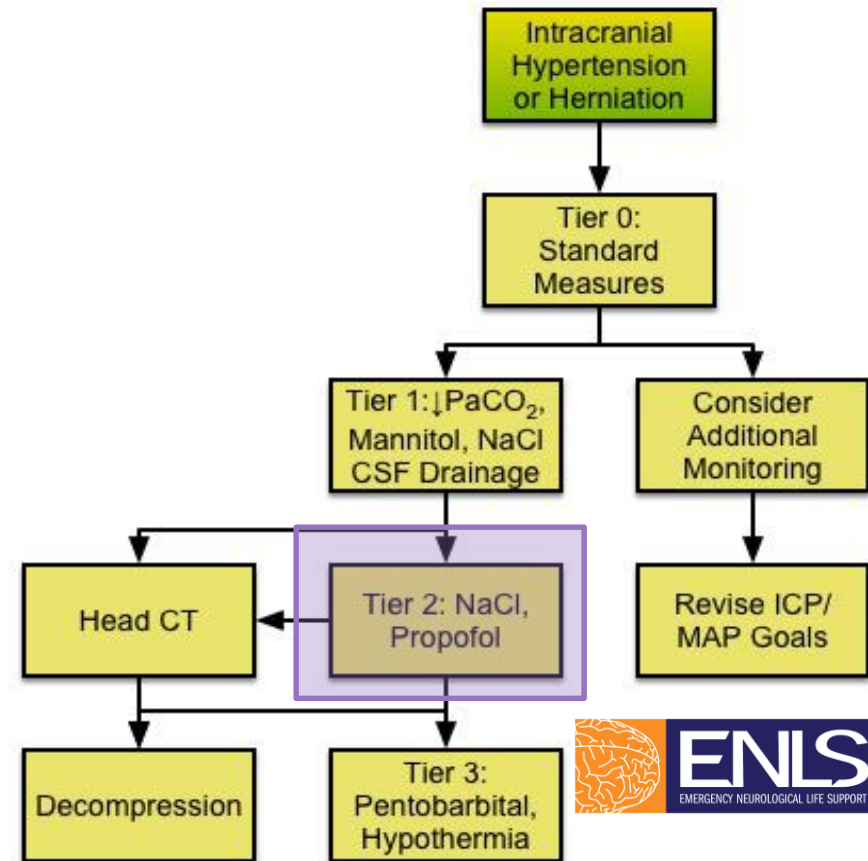 Intracranial
Hypertension
or Herniation
Tier 0:
Standard
Measures
Tier 1:↓PaCO₂,
Mannitol, NaCl
CSF Drainage
Consider
Additional
Monitoring
Head CT
Tier 2: NaCl,
Propofol
Revise ICP/
MAP Goals
Decompression
Tier 3:
Pentobarbital,
Hypothermia
ENLS
EMERGENCY NEUROLOGICAL LIFE SUPPORT